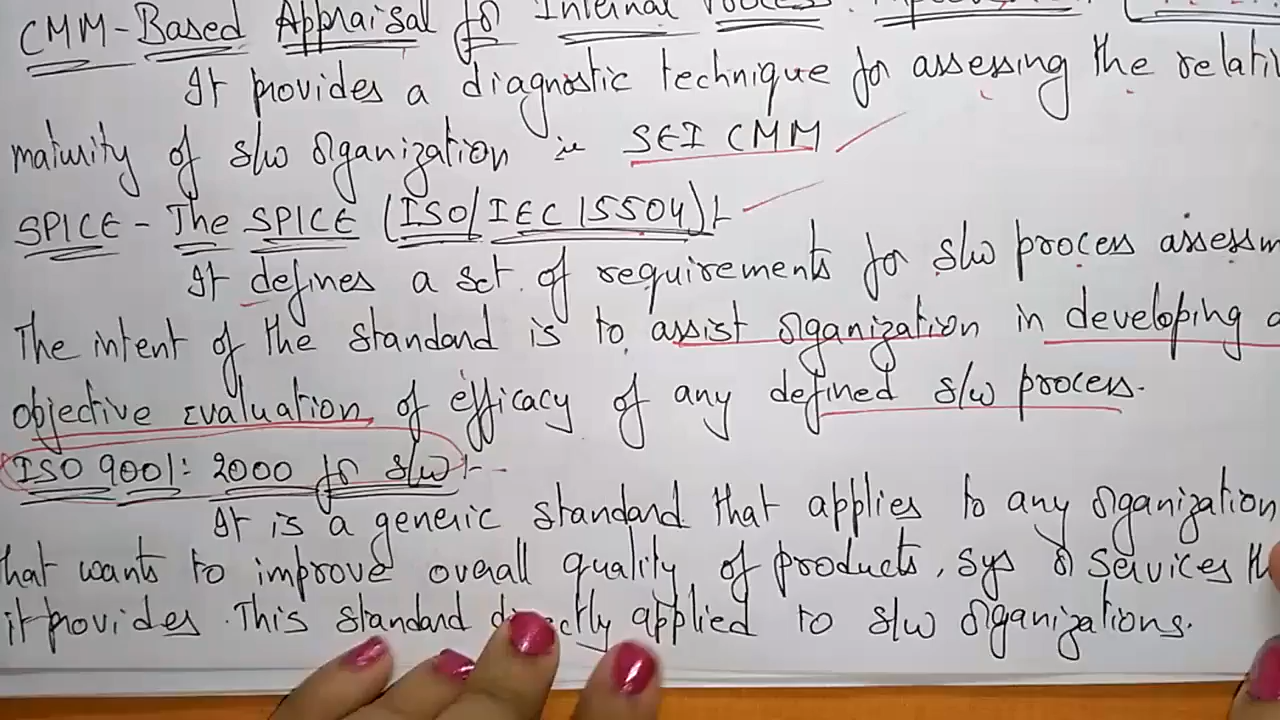 CMM-Based Appraisal for Internal Process
It provides a diagnostic technique for assessing the relati
maturity of s/w organization in SEI CMM
SPICE - The SPICE (ISO/IEC 15504):-
It defines a set of requirements for s/w process assessm
The intent of the standard is to assist organization in developing a
objective Evaluation of efficacy of any defined s/w process.
ISO 9001: 2000 for s/w :-
It is a generic standard that applies to any organization
that wants to improve overall quality of products, sys & services th
it provides. This standard directly applied to s/w organizations.